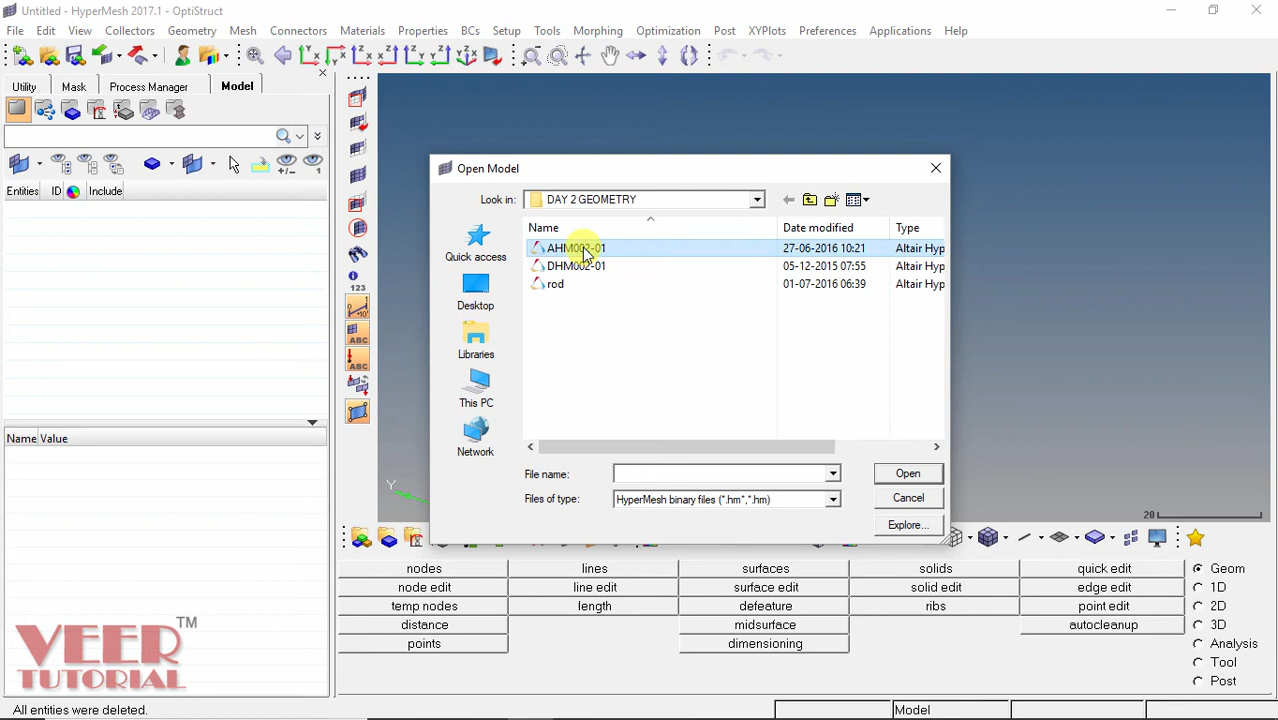 Untitled - HyperMesh 2017.1 - OptiStruct
File Edit View Collectors Geometry Mesh Connectors Materials Properties BCs Setup Tools Morphing Optimization Post XYPlots Preferences Applications Help
Utility Mask Process Manager Model
Entities ID Include
Name Value
Open Model
Look in: DAY 2 GEOMETRY
Name Date modified Type
AHM002-01 27-06-2016 10:21 Altair Hyp
DHM002-01 05-12-2015 07:55 Altair Hyp
rod 01-07-2016 06:39 Altair Hyp
Quick access
Desktop
Libraries
This PC
Network
File name: Open
Files of type: HyperMesh binary files (*.hm*,*.hm) Cancel
Explore...
123
ABC
ABC
Y
20
nodes lines surfaces solids quick edit Geom
node edit line edit surface edit solid edit edge edit 1D
temp nodes length defeature ribs point edit 2D
distance midsurface autocleanup 3D
points dimensioning Analysis
Tool
Post
VEER TM
TUTORIAL
All entities were deleted. Model